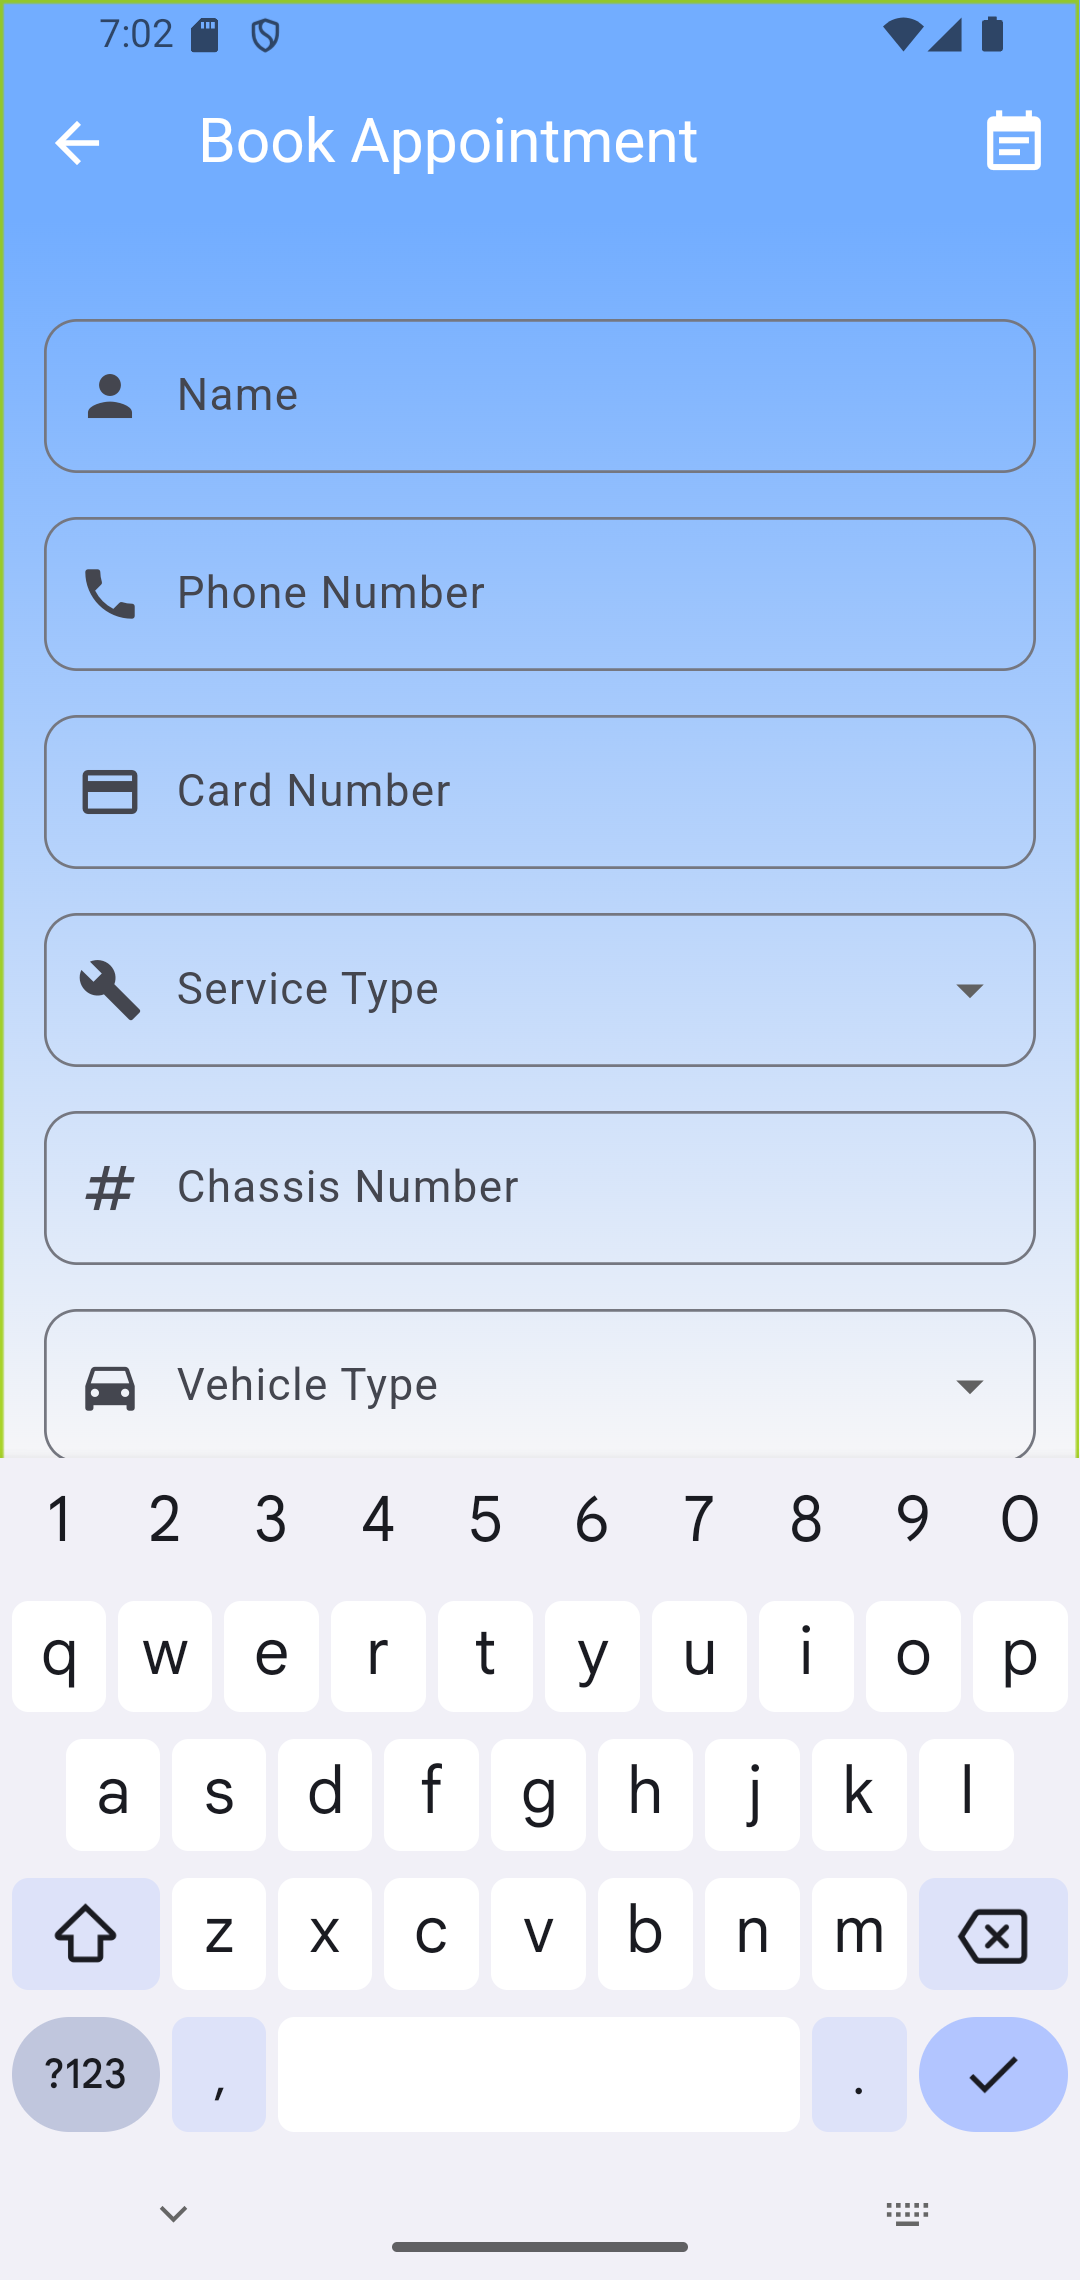 7:02
Book Appointment
Name
Phone Number
Card Number
Service Type
# Chassis Number
Vehicle Type
1 2 3 4 5 6 7 8 9 0
q w e r t y u i o p
a s d f g h j k l
z x c v b n m
?123 , .